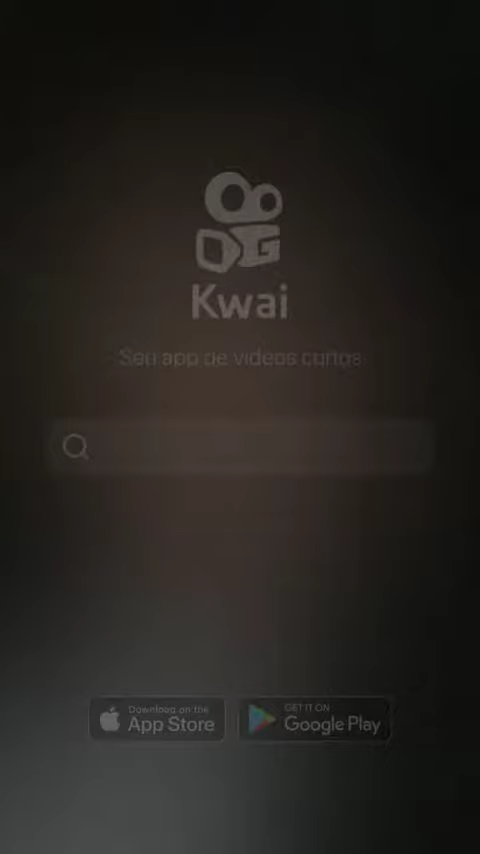 Kwai
Seu app de vídeos curtos
Download on the
App Store
GET IT ON
Google Play